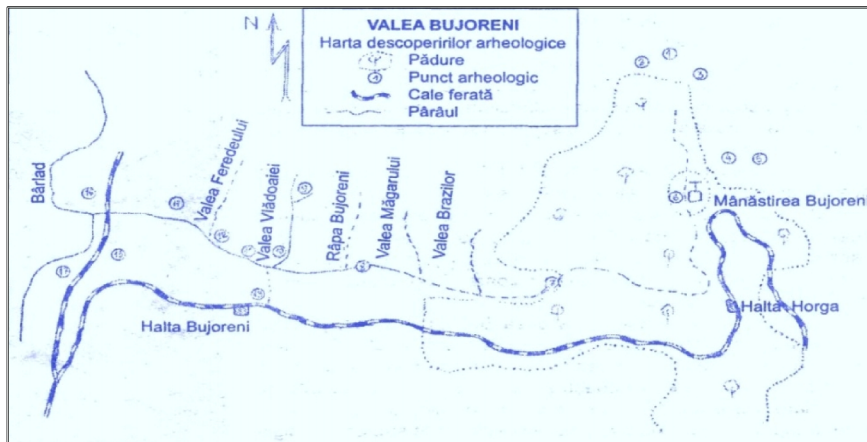 N
VALEA BUJORENI
Harta descoperirilor arheologice
Pădure
Punct arheologic
Cale ferată
Pârâul
Bârlad
Valea Feredeului
Valea Vlădoaiei
Râpa Bujoreni
Valea Măgarului
Valea Brazilor
Mânăstirea Bujoreni
Halta Bujoreni
Halta Horga